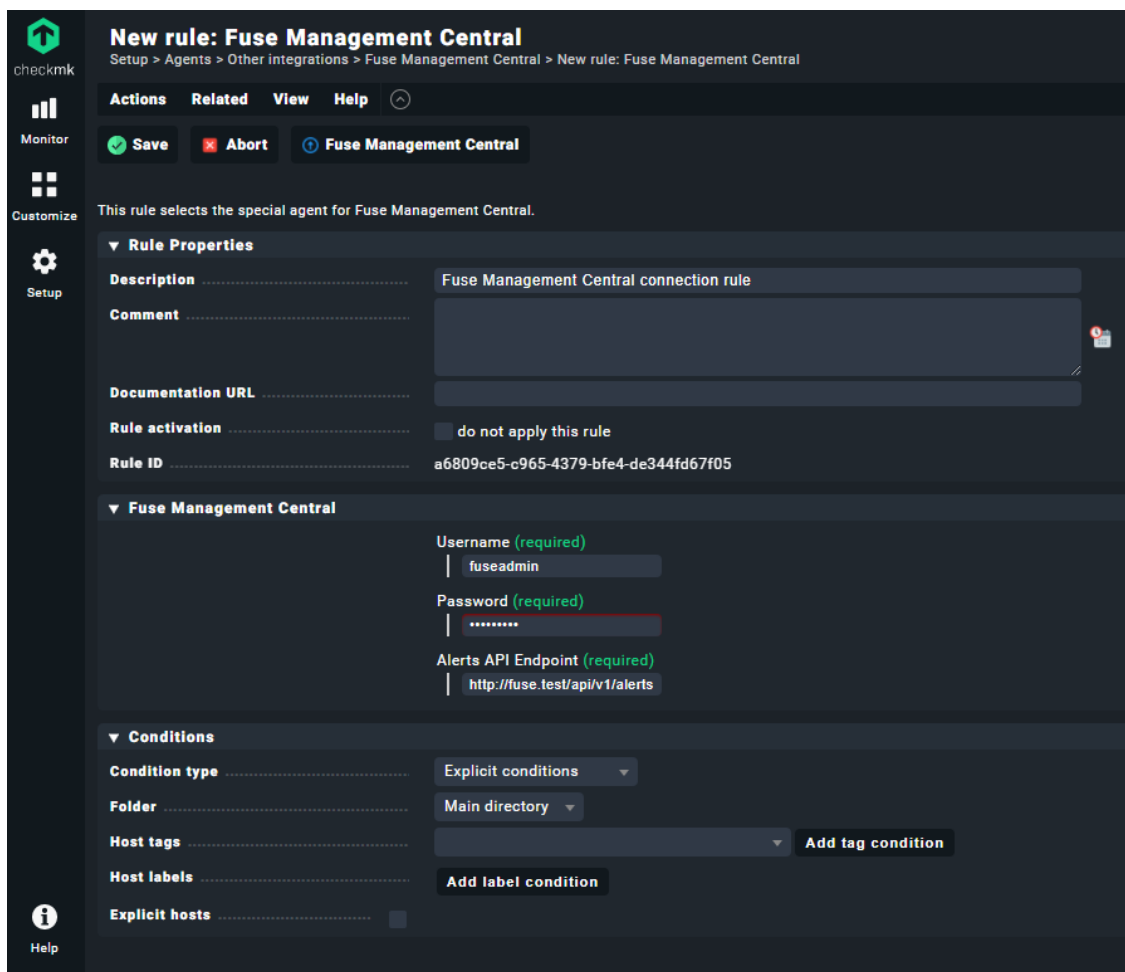 checkmk
New rule: Fuse Management Central
Setup > Agents > Other integrations > Fuse Management Central > New rule: Fuse Management Central
Actions Related View Help
Monitor
Save Abort Fuse Management Central
Customize
This rule selects the special agent for Fuse Management Central.
Rule Properties
Setup
Description Fuse Management Central connection rule
Comment
Documentation URL
Rule activation do not apply this rule
Rule ID a6809ce5-c965-4379-bfe4-de344fd67f05
Fuse Management Central
Username (required)
fuseadmin
Password (required)
•••••••••
Alerts API Endpoint (required)
http://fuse.test/api/v1/alerts
Conditions
Condition type Explicit conditions
Folder Main directory
Host tags Add tag condition
Host labels Add label condition
Explicit hosts
Help